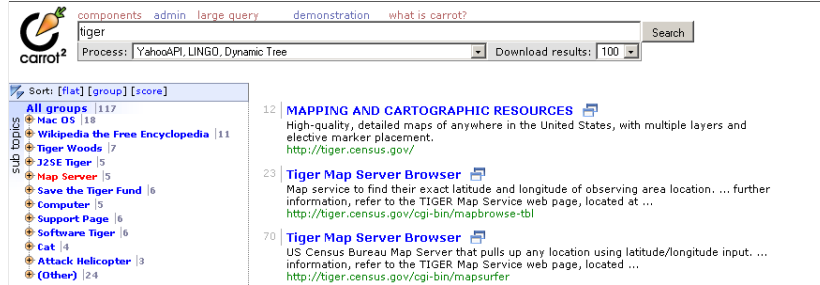 components admin large query demonstration what is carrot?
tiger
Search
carrot2
Process: YahooAPI, LINGO, Dynamic Tree
Download results: 100
Sort: [flat] [group] [score]
sub topics
All groups |117
Mac OS |18
Wikipedia the Free Encyclopedia |11
Tiger Woods |7
J2SE Tiger |5
Map Server |5
Save the Tiger Fund |6
Computer |5
Support Page |6
Software Tiger |6
Cat |4
Attack Helicopter |3
(Other) |24
12 MAPPING AND CARTOGRAPHIC RESOURCES
High-quality, detailed maps of anywhere in the United States, with multiple layers and
elective marker placement.
http://tiger.census.gov/
23 Tiger Map Server Browser
Map service to find their exact latitude and longitude of observing area location. ... further
information, refer to the TIGER Map Service web page, located at ...
http://tiger.census.gov/cgi-bin/mapbrowse-tbl
70 Tiger Map Server Browser
US Census Bureau Map Server that pulls up any location using latitude/longitude input. ...
information, refer to the TIGER Map Service web page, located ...
http://tiger.census.gov/cgi-bin/mapsurfer